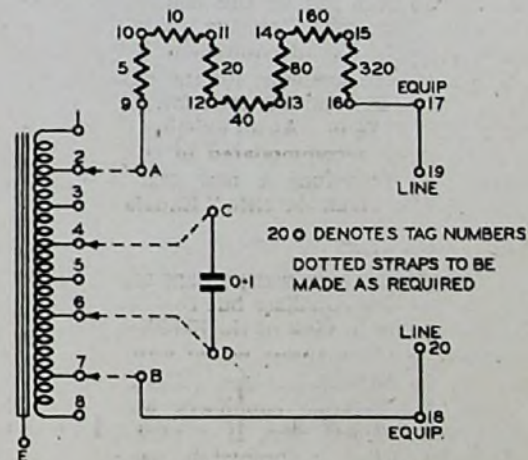 10 160
10 11 14 15
5 20 80 320
9 12 13 16
40
EQUIP
17
19
LINE
1
2 A
3
4 C
5
6 D
7 B
8
E
0·1
20 O DENOTES TAG NUMBERS
DOTTED STRAPS TO BE
MADE AS REQUIRED
LINE
20
18
EQUIP.